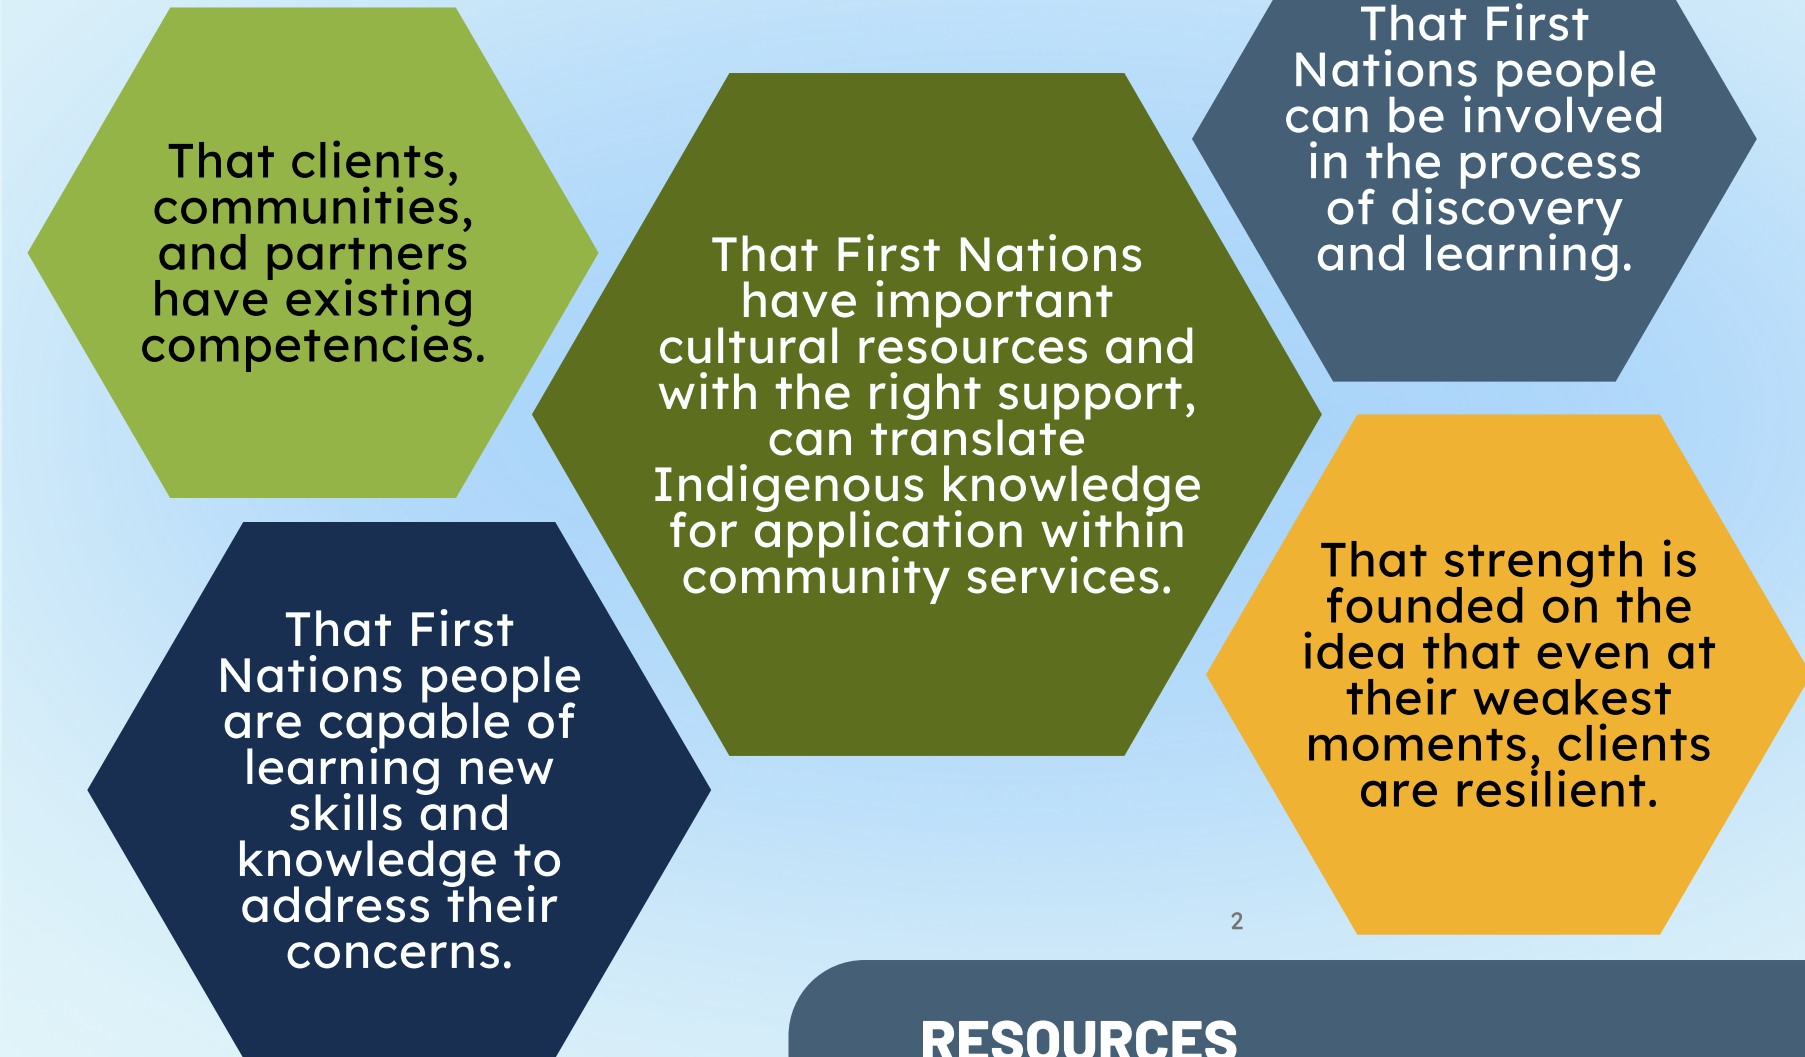 That clients,
communities,
and partners
have existing
competencies.
That First Nations
have important
cultural resources and
with the right support,
can translate
Indigenous knowledge
for application within
community services.
That First
Nations people
can be involved
in the process
of discovery
and learning.
That First
Nations people
are capable of
learning new
skills and
knowledge to
address their
concerns.
That strength is
founded on the
idea that even at
their weakest
moments, clients
are resilient.
2
RESOURCES